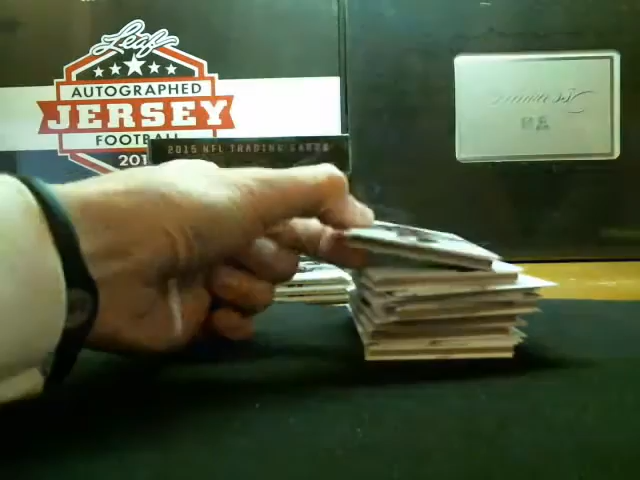 Leaf
AUTOGRAPHED
JERSEY
FOOTBALL
201
2015 NFL TRADING CARDS